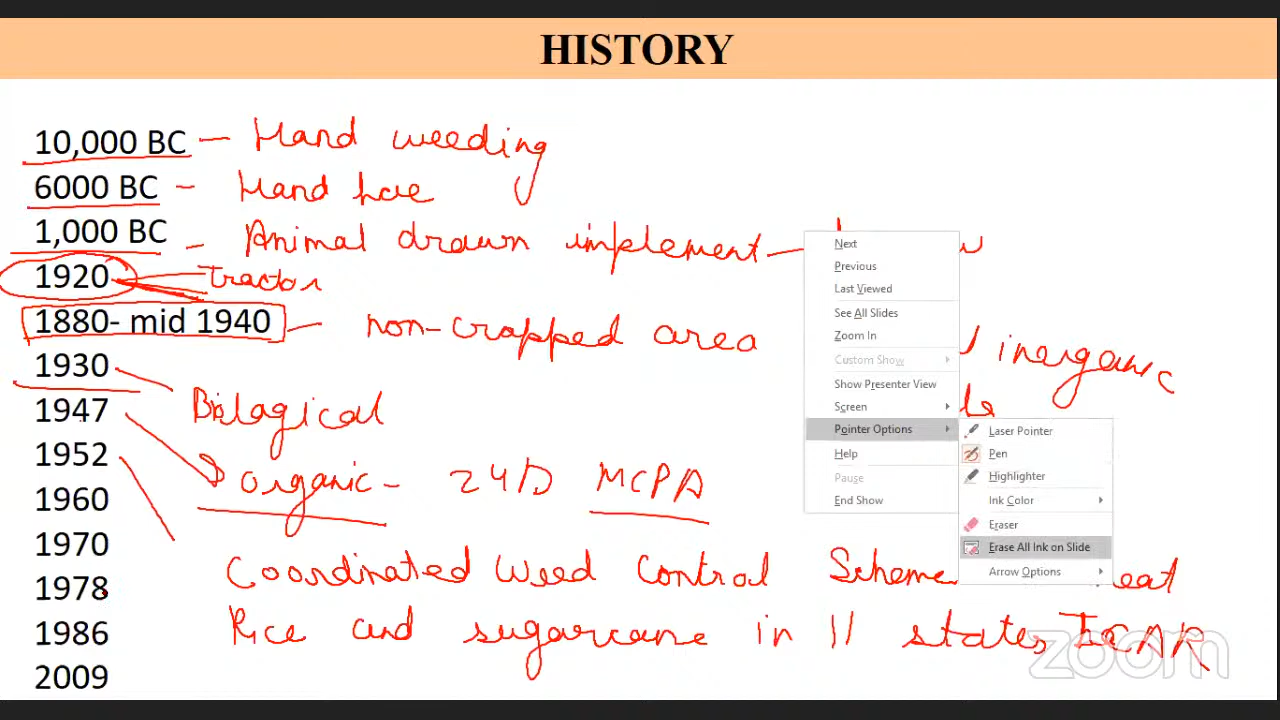 HISTORY
10,000 BC - Hand weeding
6000 BC - Hand hoe
1,000 BC - Animal drawn implement -
1920 Tractor
1880- mid 1940 - non-cropped area
inorganic
1930
Biological
1947
organic - 24D MCPA
1952
1960
1970
Coordinated Weed Control Scheme
1978
1986
Rice and sugarcane in 11 states ICAR
2009
Next
Previous
Last Viewed
See All Slides
Zoom In
Custom Show
Show Presenter View
Screen
Pointer Options
Help
Pause
End Show
Laser Pointer
Pen
Highlighter
Ink Color
Eraser
Erase All Ink on Slide
Arrow Options
zoom